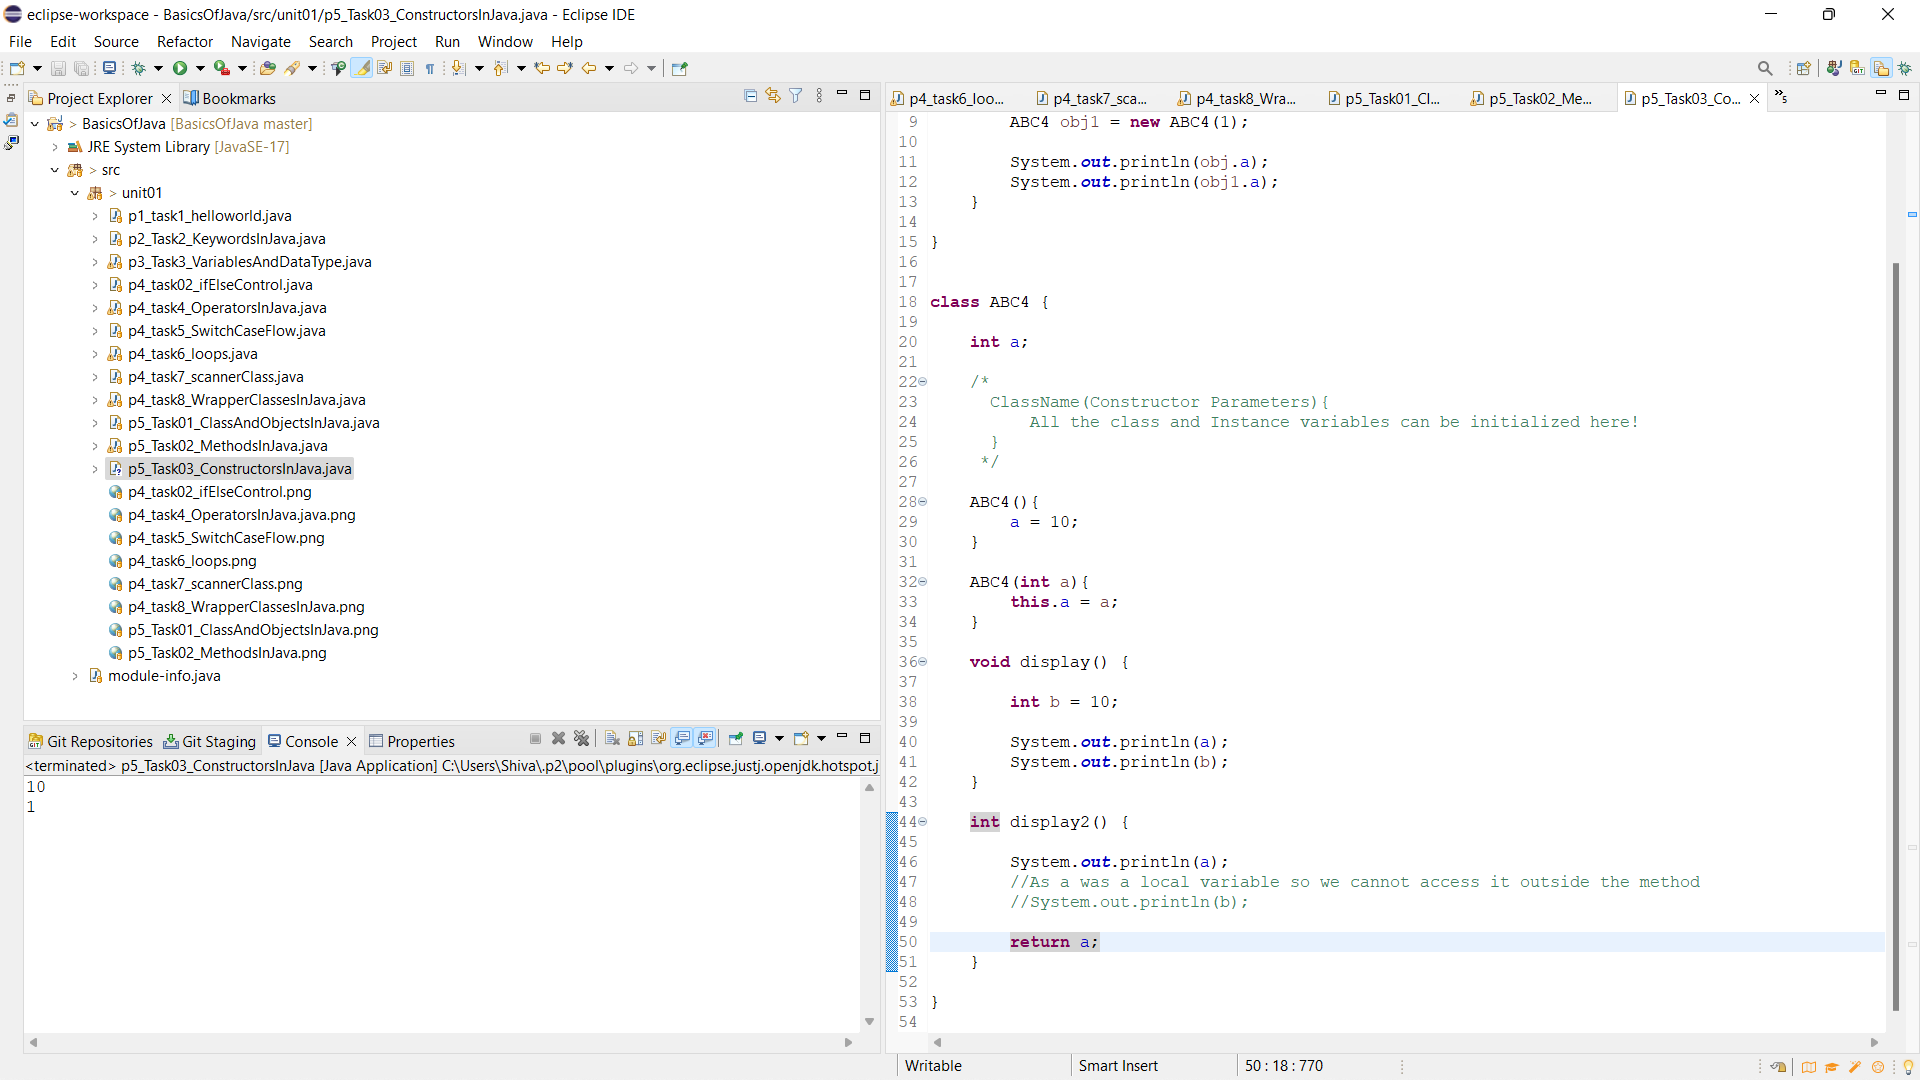 eclipse-workspace - BasicsOfJava/src/unit01/p5_Task03_ConstructorsInJava.java - Eclipse IDE
File Edit Source Refactor Navigate Search Project Run Window Help
Project Explorer
Bookmarks
BasicsOfJava [BasicsOfJava master]
JRE System Library [JavaSE-17]
> src
> unit01
p1_task1_helloworld.java
p2_Task2_KeywordsInJava.java
p3_Task3_VariablesAndDataType.java
p4_task02_ifElseControl.java
p4_task4_OperatorsInJava.java
p4_task5_SwitchCaseFlow.java
p4_task6_loops.java
p4_task7_scannerClass.java
p4_task8_WrapperClassesInJava.java
p5_Task01_ClassAndObjectsInJava.java
p5_Task02_MethodsInJava.java
p5_Task03_ConstructorsInJava.java
p4_task02_ifElseControl.png
p4_task4_OperatorsInJava.java.png
p4_task5_SwitchCaseFlow.png
p4_task6_loops.png
p4_task7_scannerClass.png
p4_task8_WrapperClassesInJava.png
p5_Task01_ClassAndObjectsInJava.png
p5_Task02_MethodsInJava.png
module-info.java
Git Repositories Git Staging Console Properties
<terminated> p5_Task03_ConstructorsInJava [Java Application] C:\Users\Shiva\.p2\pool\plugins\org.eclipse.justj.openjdk.hotspot.j
10
1
p4_task6_loo... p4_task7_sca... p4_task8_Wra... p5_Task01_Cl... p5_Task02_Me... p5_Task03_Co... »5
9 ABC4 obj1 = new ABC4(1);
10
11 System.out.println(obj.a);
12 System.out.println(obj1.a);
13 }
14
15 }
16
17
18 class ABC4 {
19
20 int a;
21
22 /*
23 ClassName(Constructor Parameters){
24 All the class and Instance variables can be initialized here!
25 }
26 */
27
28 ABC4(){
29 a = 10;
30 }
31
32 ABC4(int a){
33 this.a = a;
34 }
35
36 void display() {
37
38 int b = 10;
39
40 System.out.println(a);
41 System.out.println(b);
42 }
43
44 int display2() {
45
46 System.out.println(a);
47 //As a was a local variable so we cannot access it outside the method
48 //System.out.println(b);
49
50 return a;
51 }
52
53 }
54
Writable Smart Insert 50 : 18 : 770